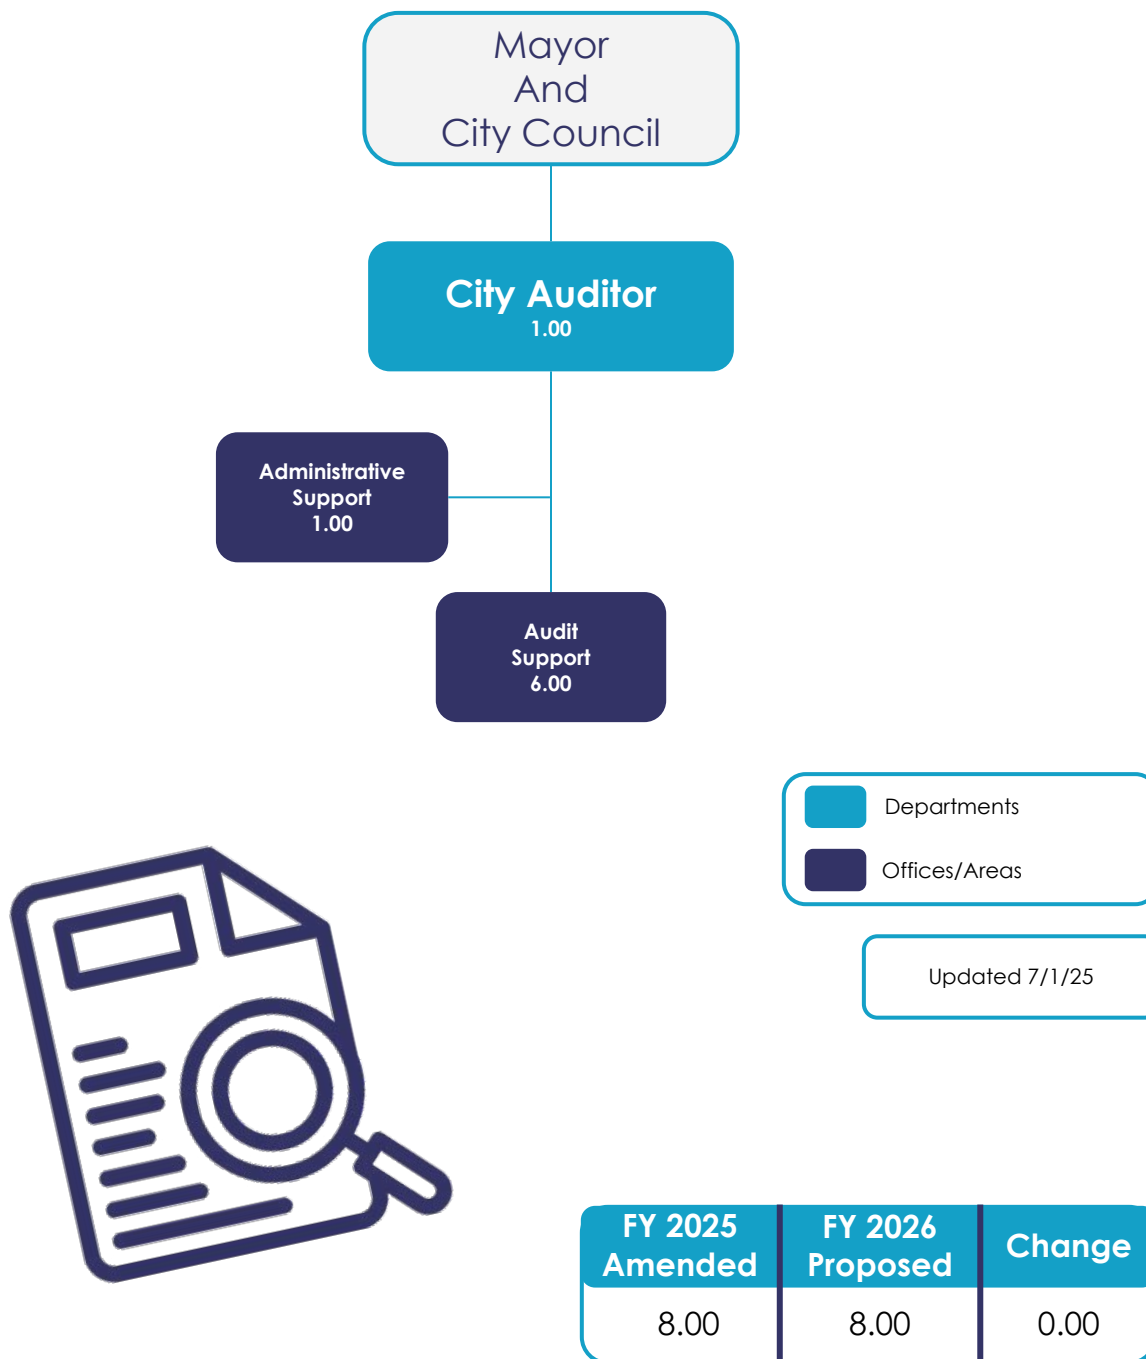 Mayor
And
City Council
City Auditor
1.00
Administrative
Support
1.00
Audit
Support
6.00
Departments
Offices/Areas
Updated 7/1/25
FY 2025
Amended
FY 2026
Proposed
Change
8.00
8.00
0.00